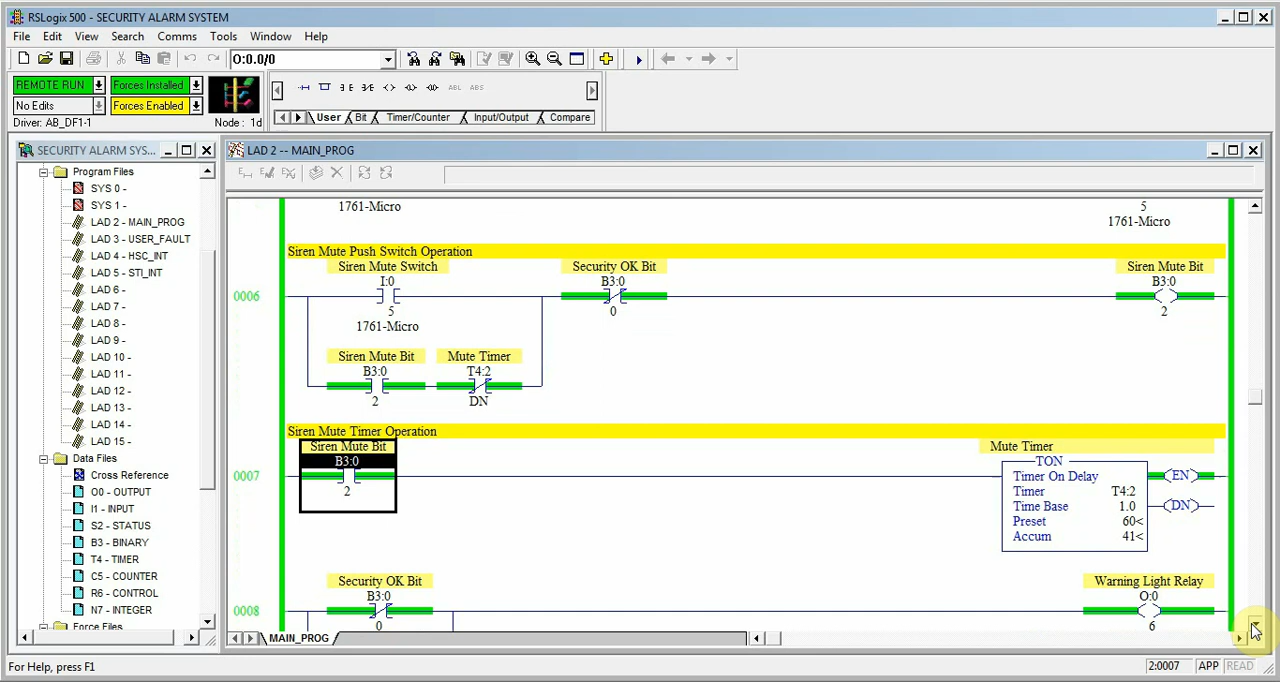 RSLogix 500 - SECURITY ALARM SYSTEM
File Edit View Search Comms Tools Window Help
O:0.0/0
REMOTE RUN Forces Installed
No Edits Forces Enabled
Driver: AB_DF1-1 Node : 1d
ABL ABS
User Bit Timer/Counter Input/Output Compare
SECURITY ALARM SYS...
Program Files
SYS 0 -
SYS 1 -
LAD 2 - MAIN_PROG
LAD 3 - USER_FAULT
LAD 4 - HSC_INT
LAD 5 - STI_INT
LAD 6 -
LAD 7 -
LAD 8 -
LAD 9 -
LAD 10 -
LAD 11 -
LAD 12 -
LAD 13 -
LAD 14 -
LAD 15 -
Data Files
Cross Reference
O0 - OUTPUT
I1 - INPUT
S2 - STATUS
B3 - BINARY
T4 - TIMER
C5 - COUNTER
R6 - CONTROL
N7 - INTEGER
Force Files
LAD 2 -- MAIN_PROG
1761-Micro 5
1761-Micro
Siren Mute Push Switch Operation
Siren Mute Switch Security OK Bit Siren Mute Bit
I:0 B3:0 B3:0
0006
5 0 2
1761-Micro
Siren Mute Bit Mute Timer
B3:0 T4:2
2 DN
Siren Mute Timer Operation
Siren Mute Bit Mute Timer
B3:0 TON
0007 Timer On Delay EN
2 Timer T4:2
Time Base 1.0 DN
Preset 60<
Accum 41<
Security OK Bit Warning Light Relay
B3:0 O:0
0008
0 6
MAIN_PROG
For Help, press F1 2:0007 APP READ